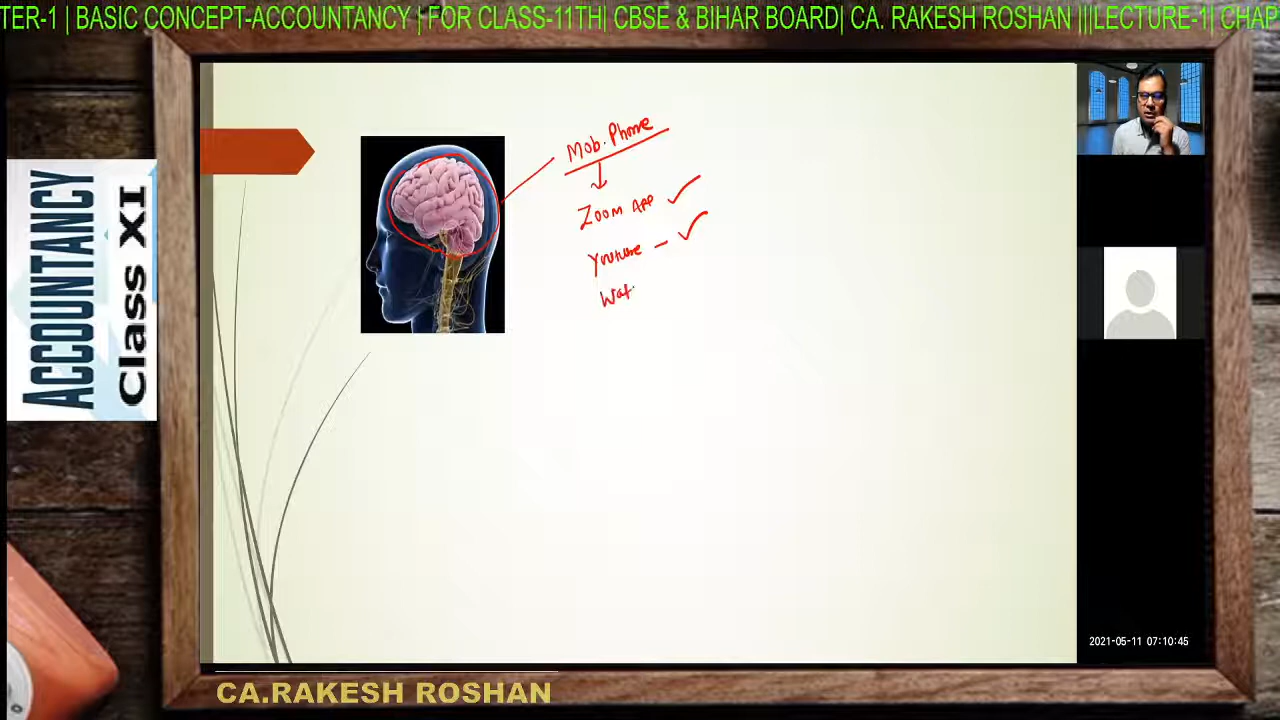 TER-1 | BASIC CONCEPT-ACCOUNTANCY | FOR CLASS-11TH| CBSE & BIHAR BOARD| CA. RAKESH ROSHAN |||LECTURE-1| CHAP
ACCOUNTANCY
Class XI
Mob. Phone
Zoom App
Youtube -
Wat
2021-05-11 07:10:45
CA.RAKESH ROSHAN